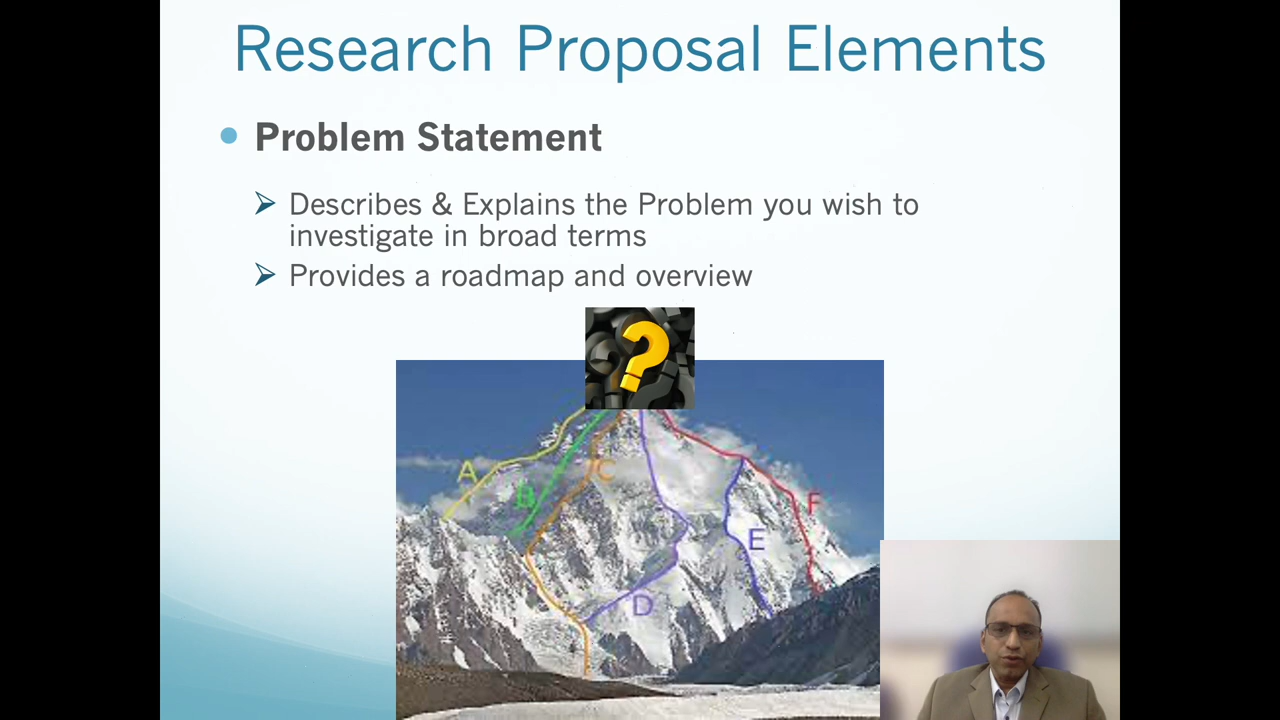 Research Proposal Elements
Problem Statement
Describes & Explains the Problem you wish to
investigate in broad terms
Provides a roadmap and overview
?
A
B
C
D
E
F